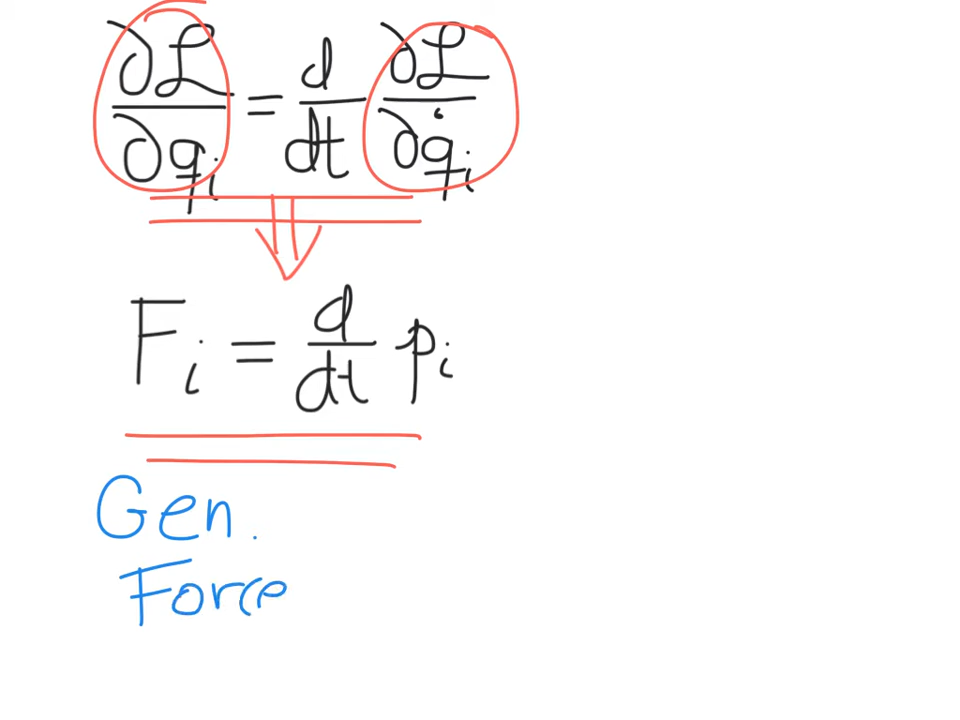 ∂ℒ/∂qᵢ = d/dt ∂ℒ/∂q̇ᵢ
Fᵢ = d/dt pᵢ
Gen.
Force